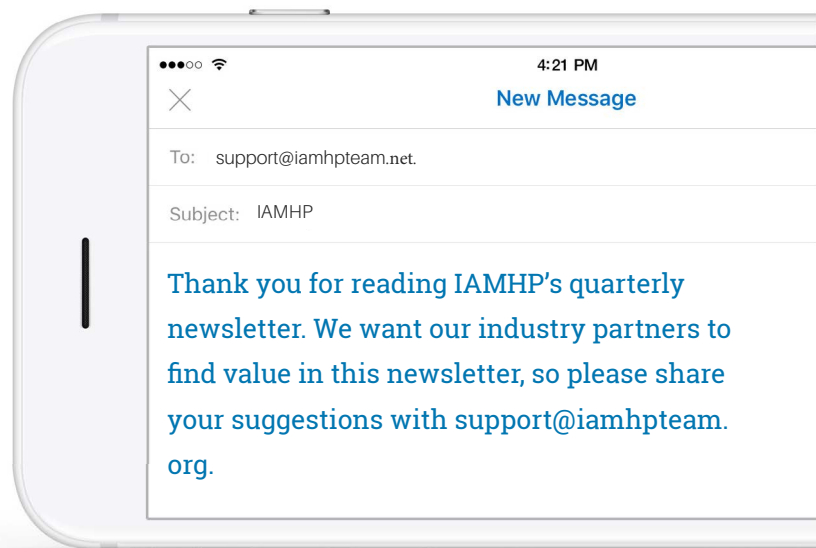 4:21 PM
New Message
To: support@iamhpteam.net.
Subject: IAMHP
Thank you for reading IAMHP’s quarterly
newsletter. We want our industry partners to
find value in this newsletter, so please share
your suggestions with support@iamhpteam.
org.